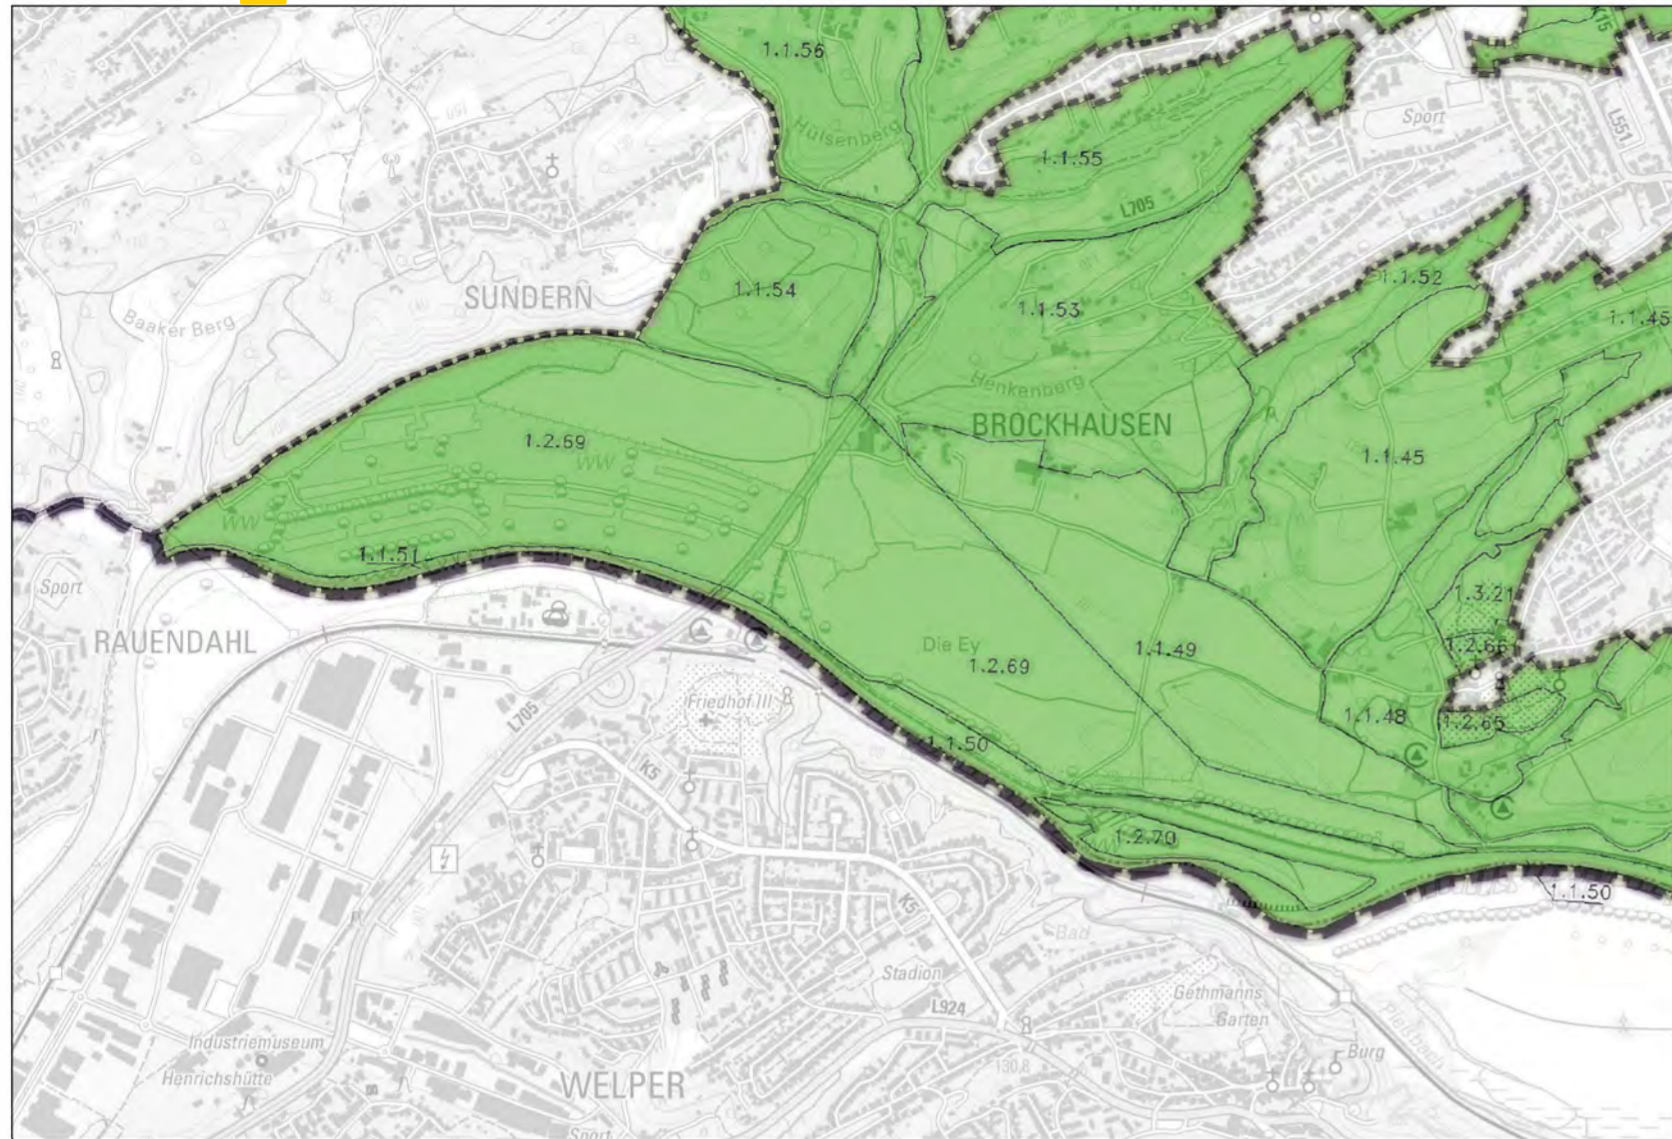 1.1.56
K15
Sport
L551
Hülsenberg
1.1.55
L705
1.1.52
SUNDERN
1.1.54
1.1.53
1.1.45
Baaker Berg
Henkenberg
BROCKHAUSEN
1.2.69
WW
1.1.45
WW
1.1.51
Sport
1.3.21
RAUENDAHL
Die Ey
1.2.69
1.1.49
1.2.66
Friedhof III
L705
1.1.48
1.2.65
1.1.50
K5
1.2.70
K5
1.1.50
Bad
Stadion
Gethmanns
Garten
L924
Industriemuseum
Henrichshütte
Burg
130,8
WELPER
Sport